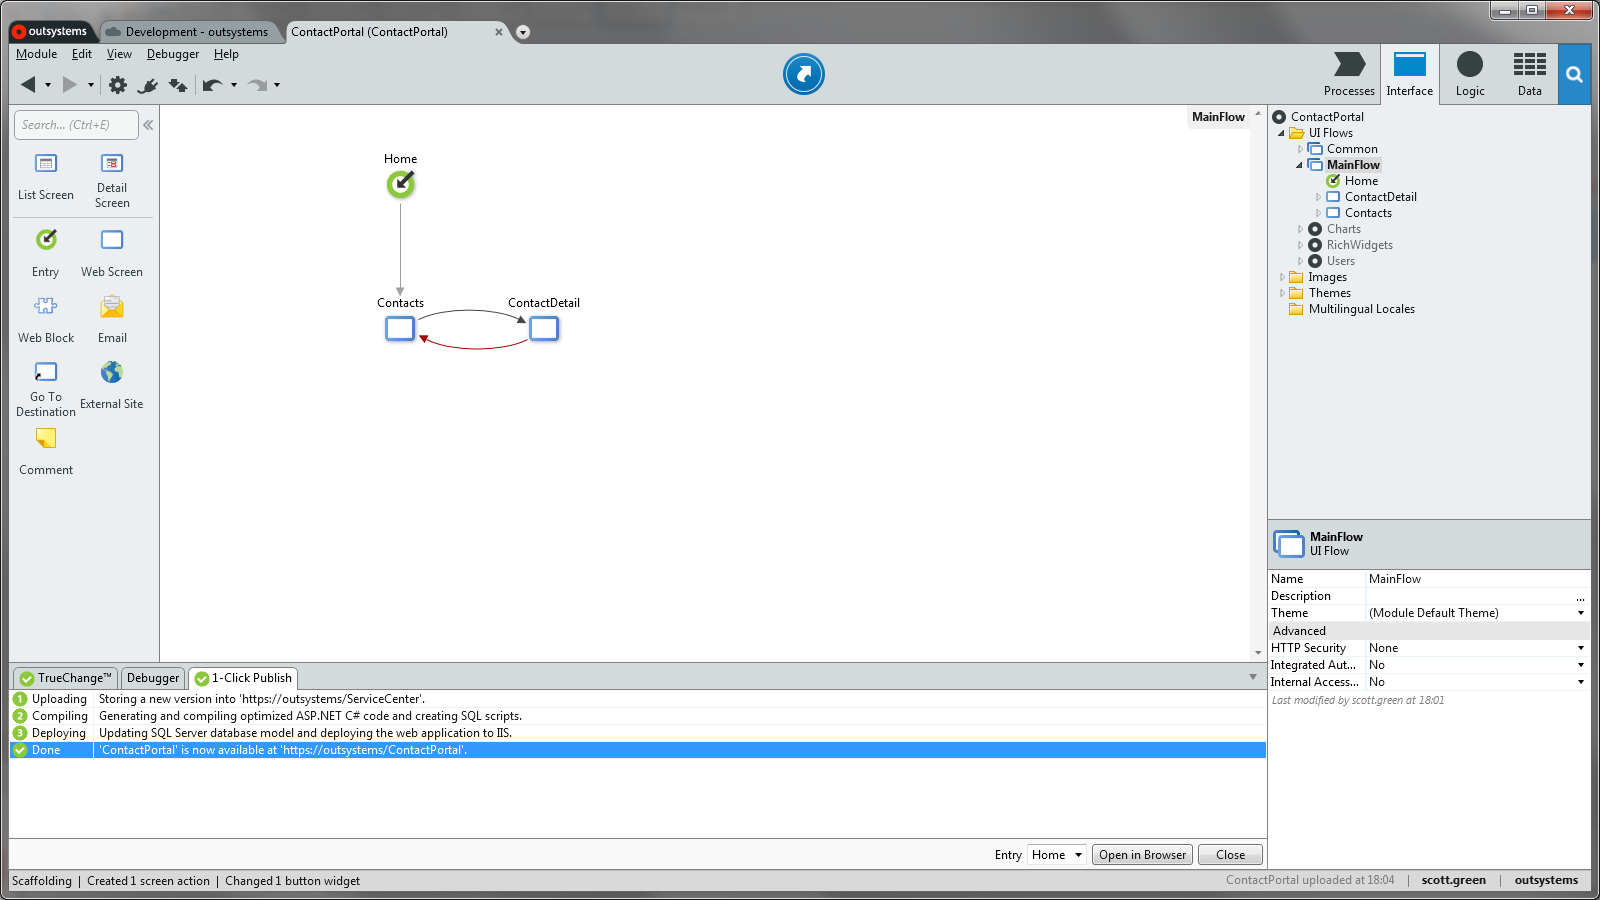 outsystems
Development - outsystems
ContactPortal (ContactPortal)
Module Edit View Debugger Help
Processes Interface Logic Data
Search... (Ctrl+E)
List Screen
Detail Screen
Entry
Web Screen
Web Block
Email
Go To Destination
External Site
Comment
MainFlow
Home
Contacts
ContactDetail
ContactPortal
UI Flows
Common
MainFlow
Home
ContactDetail
Contacts
Charts
RichWidgets
Users
Images
Themes
Multilingual Locales
MainFlow
UI Flow
Name MainFlow
Description ...
Theme (Module Default Theme)
Advanced
HTTP Security None
Integrated Aut... No
Internal Access... No
Last modified by scott.green at 18:01
TrueChange™ Debugger 1-Click Publish
1 Uploading Storing a new version into 'https://outsystems/ServiceCenter'.
2 Compiling Generating and compiling optimized ASP.NET C# code and creating SQL scripts.
3 Deploying Updating SQL Server database model and deploying the web application to IIS.
Done 'ContactPortal' is now available at 'https://outsystems/ContactPortal'.
Entry Home Open in Browser Close
Scaffolding | Created 1 screen action | Changed 1 button widget
ContactPortal uploaded at 18:04 | scott.green | outsystems